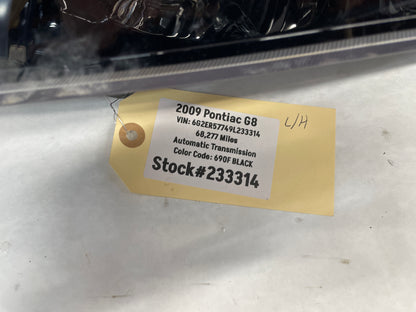 2009 Pontiac G8
VIN: 6G2ER57749L233314
68,277 Miles
Automatic Transmission
Color Code: 690F BLACK
Stock#233314
L/H